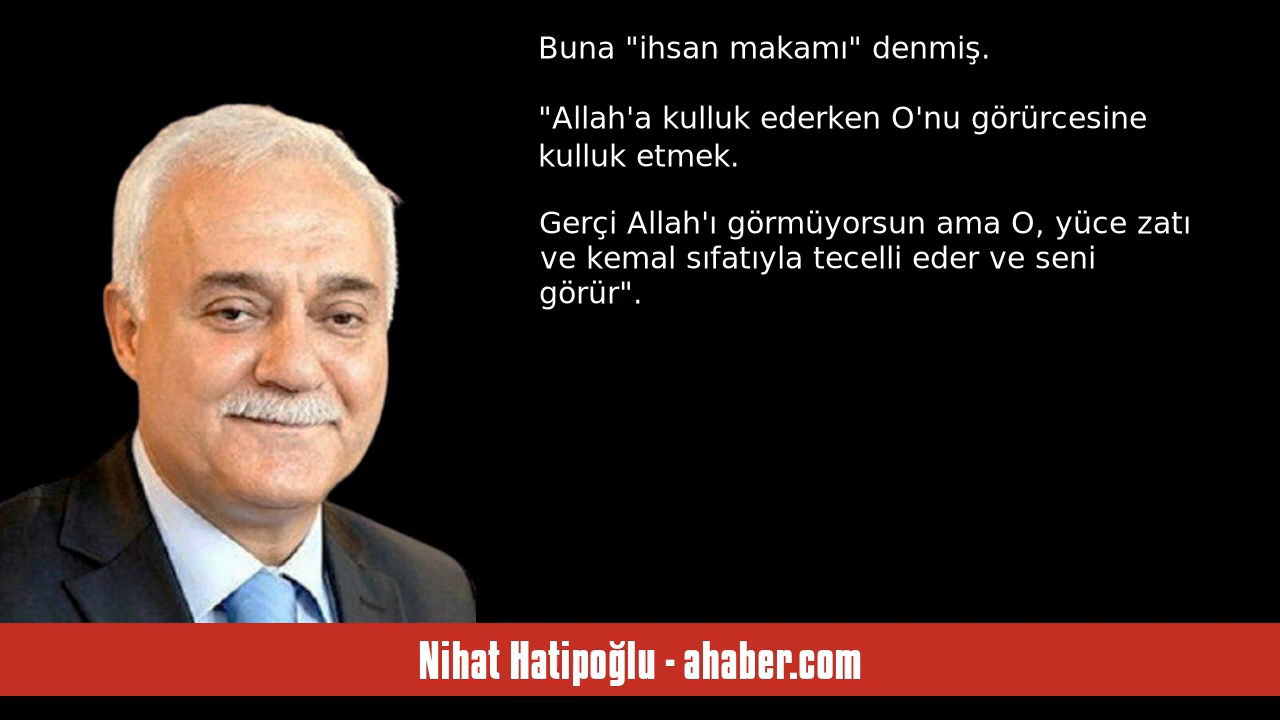 Buna "ihsan makamı" denmiş.
"Allah'a kulluk ederken O'nu görürcesine
kulluk etmek.
Gerçi Allah'ı görmüyorsun ama O, yüce zatı
ve kemal sıfatıyla tecelli eder ve seni
görür".
Nihat Hatipoğlu - ahaber.com